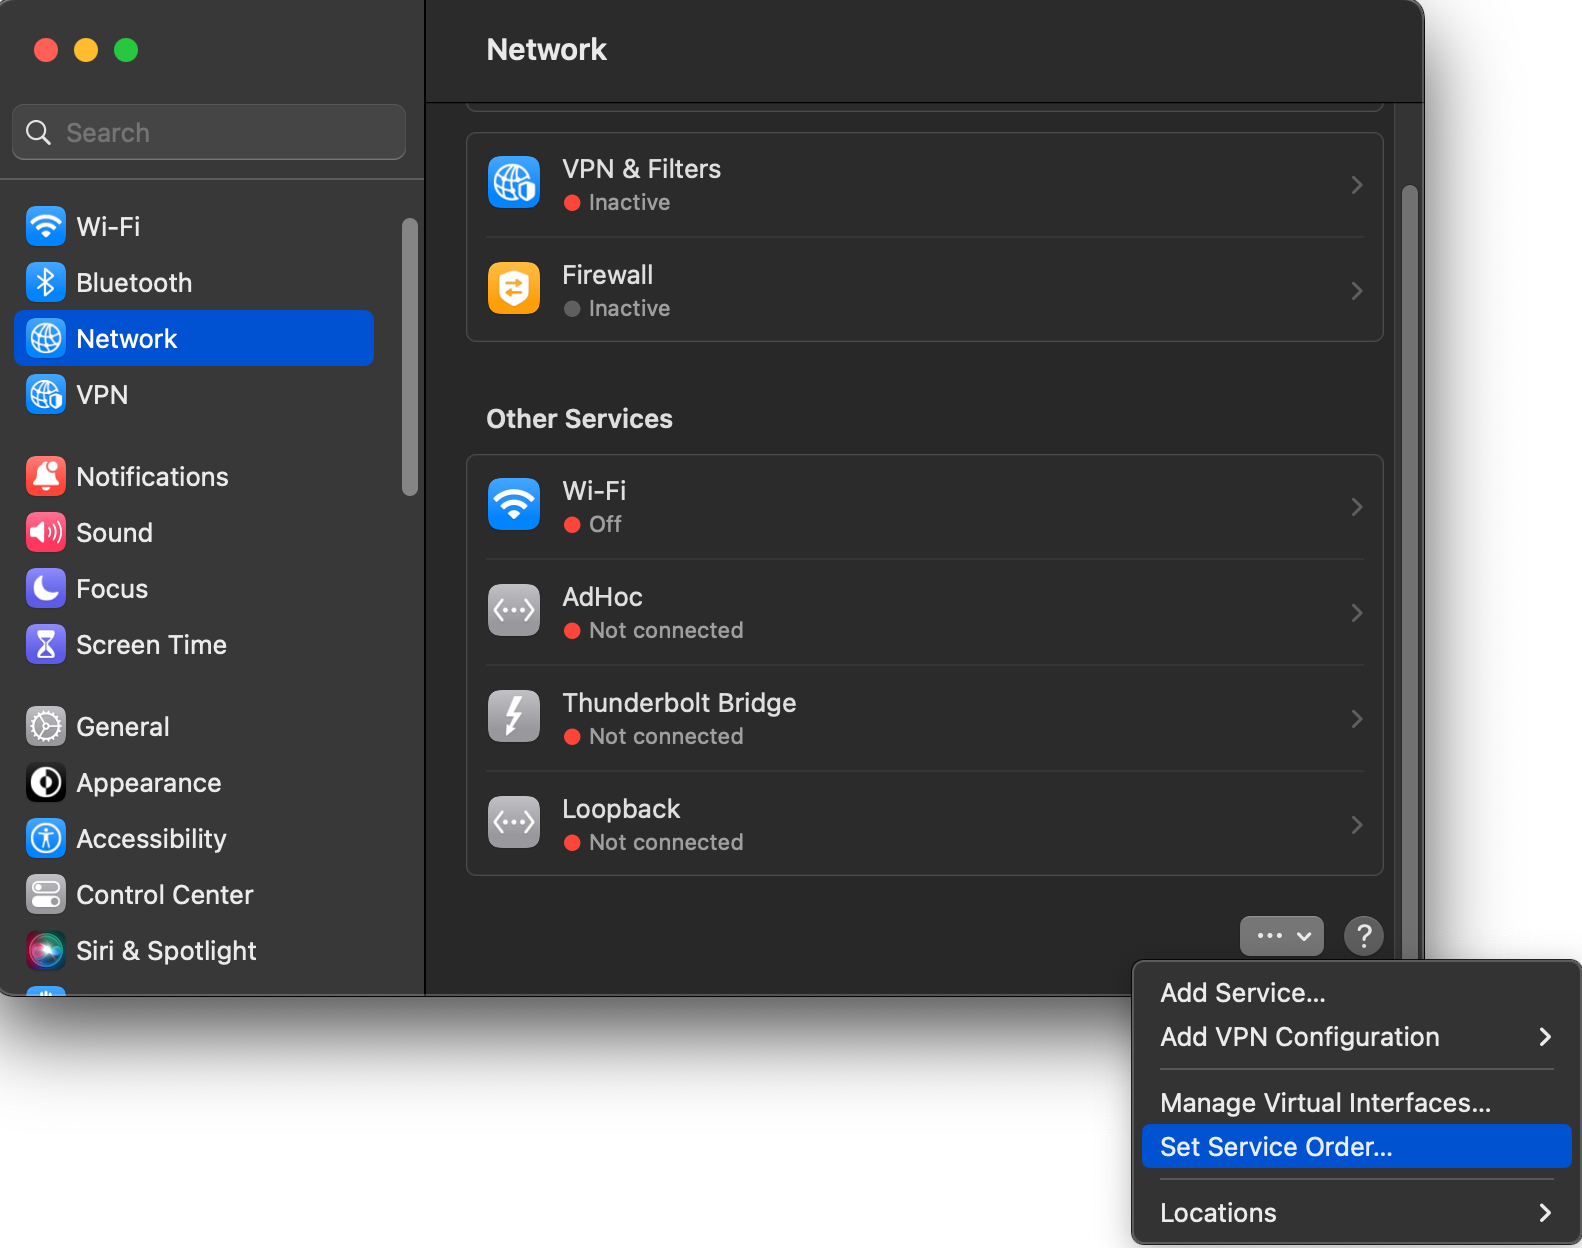 Network
Search
Wi-Fi
Bluetooth
Network
VPN
Notifications
Sound
Focus
Screen Time
General
Appearance
Accessibility
Control Center
Siri & Spotlight
VPN & Filters
Inactive
Firewall
Inactive
Other Services
Wi-Fi
Off
AdHoc
Not connected
Thunderbolt Bridge
Not connected
Loopback
Not connected
?
Add Service...
Add VPN Configuration
Manage Virtual Interfaces...
Set Service Order...
Locations